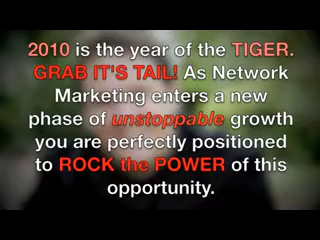 2010 is the year of the TIGER.
GRAB IT'S TAIL! As Network
Marketing enters a new
phase of unstoppable growth
you are perfectly positioned
to ROCK the POWER of this
opportunity.